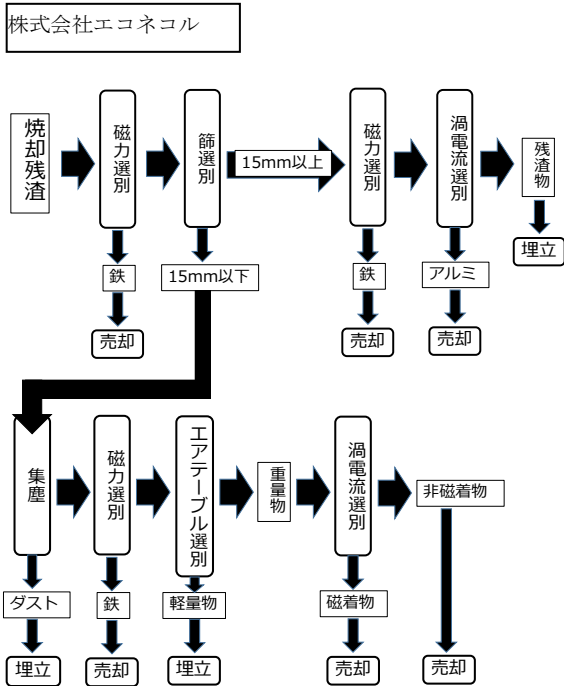 株式会社エコネコル
焼却残渣
磁力選別
篩選別
15mm以上
磁力選別
渦電流選別
残渣物
鉄
15mm以下
鉄
アルミ
埋立
売却
売却
売却
集塵
磁力選別
エアテーブル選別
重量物
渦電流選別
非磁着物
ダスト
鉄
軽量物
磁着物
埋立
売却
埋立
売却
売却